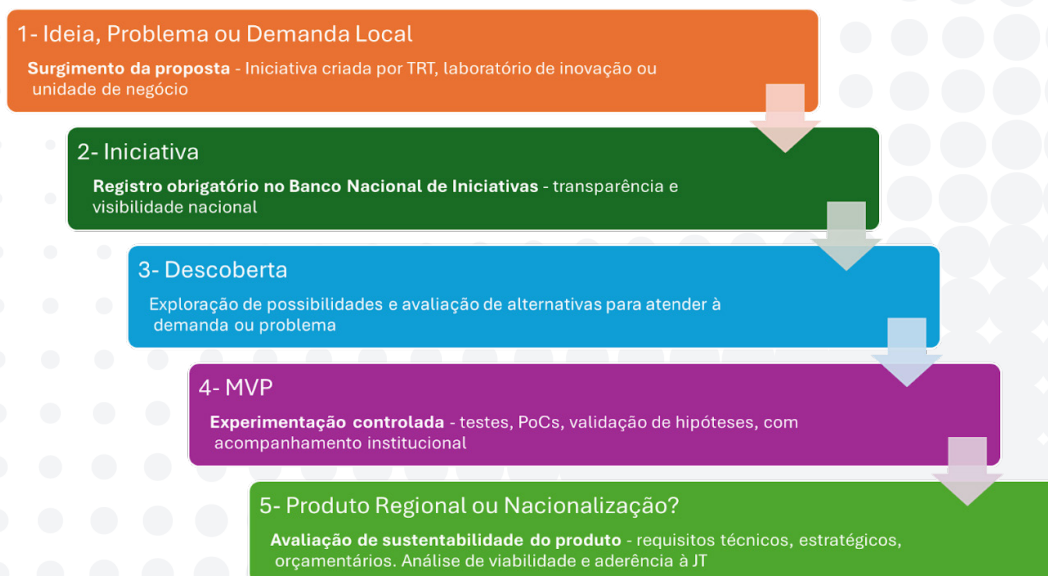 1- Ideia, Problema ou Demanda Local
Surgimento da proposta - Iniciativa criada por TRT, laboratório de inovação ou
unidade de negócio
2- Iniciativa
Registro obrigatório no Banco Nacional de Iniciativas - transparência e
visibilidade nacional
3- Descoberta
Exploração de possibilidades e avaliação de alternativas para atender à
demanda ou problema
4- MVP
Experimentação controlada - testes, PoCs, validação de hipóteses, com
acompanhamento institucional
5- Produto Regional ou Nacionalização?
Avaliação de sustentabilidade do produto - requisitos técnicos, estratégicos,
orçamentários. Análise de viabilidade e aderência à JT